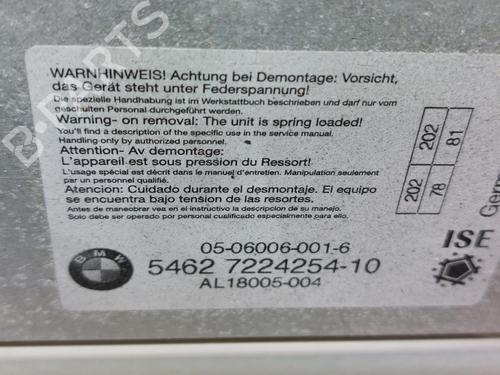 WARNHINWEIS! Achtung bei Demontage: Vorsicht,
das Gerät steht unter Federspannung!
Die spezielle Handhabung ist im Werkstattbuch beschrieben und darf nur vom
geschulten Personal durchgeführt werden.
Warning- on removal: The unit is spring loaded!
You'll find a description of the specific use in the service manual.
Handling only by authorized personnel.
Attention- Av demontage:
L'appareil est sous pression du Ressort!
L'usage spécial est décrit dans le manuel d'entretien. Manipulation seulement
par un personnel qualifié.
Atencion: Cuidado durante el desmontaje. El equipo
se encuentra bajo tension de las resortes.
Antes de maneobrar vea en el instructivo la descripcion de su manejo.
Solo debe ser operado por personal cualificado especialmente para ello.
202 202
78 81
Germ
05-06006-001-6
BMW
5462 7224254-10
AL18005-004
ISE
B-PARTS